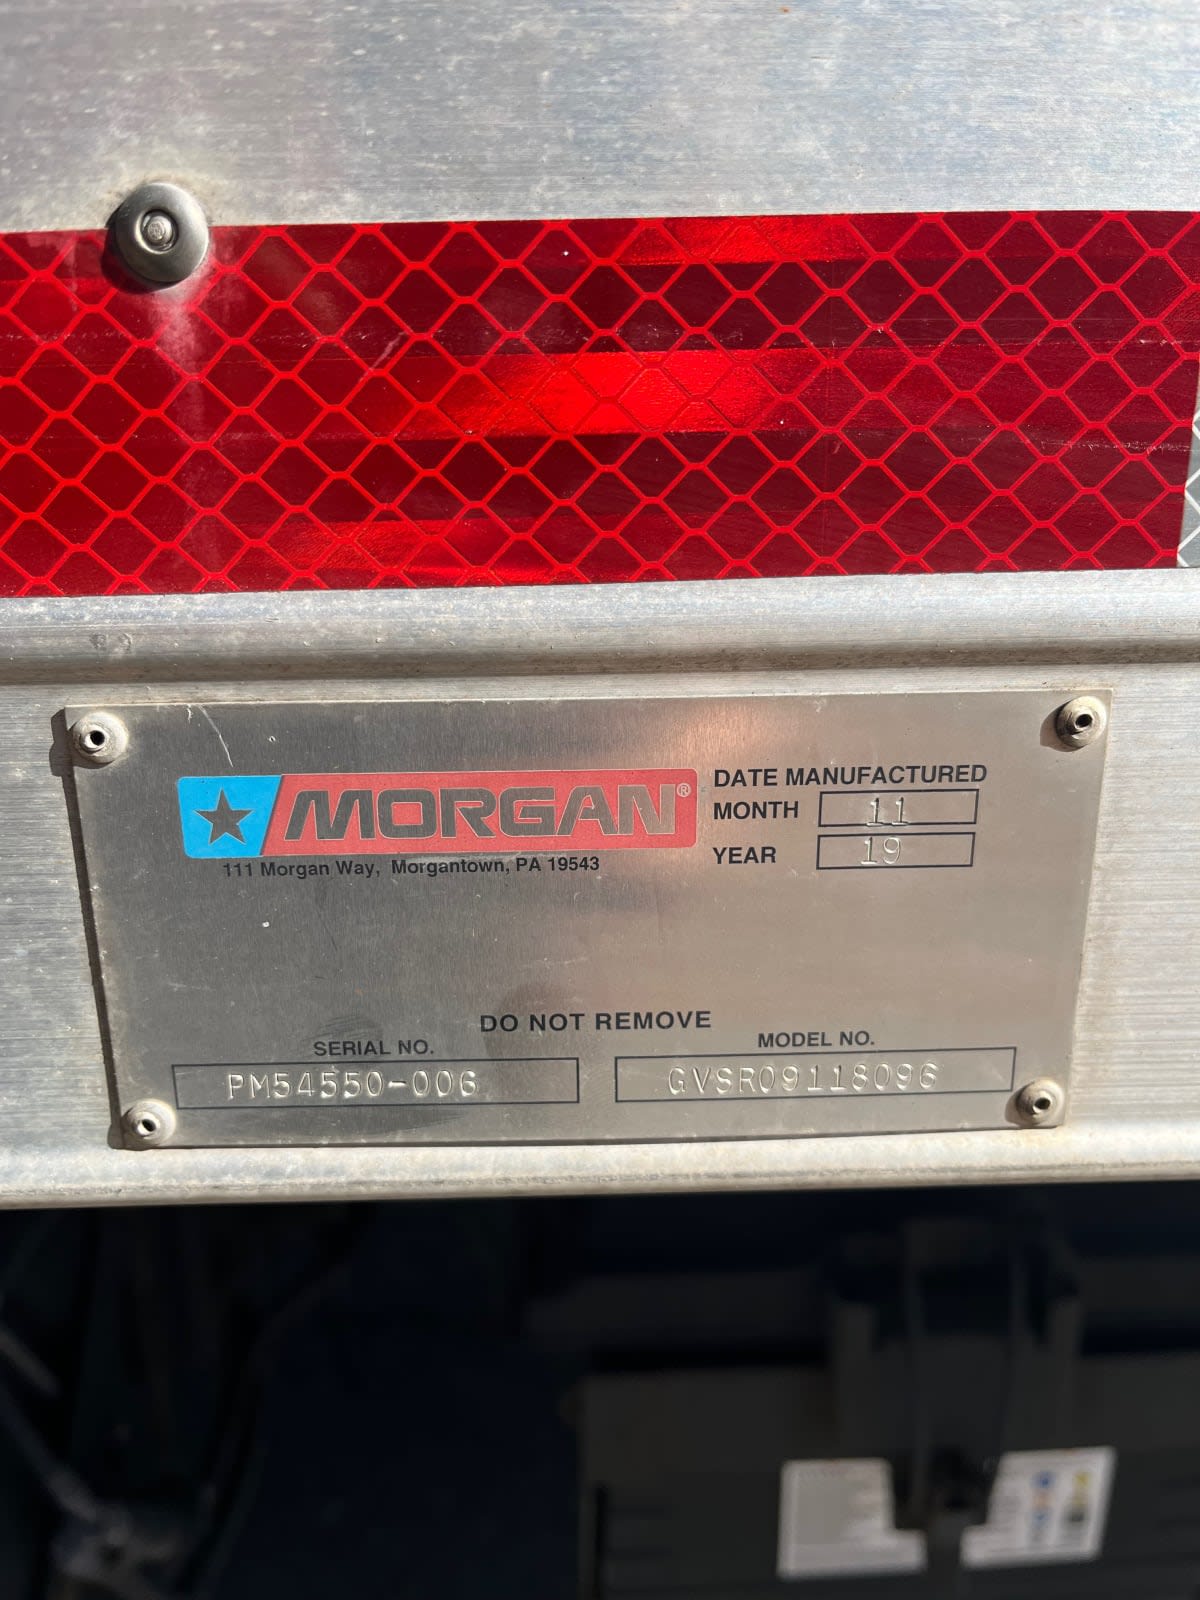 MORGAN®
111 Morgan Way, Morgantown, PA 19543
DATE MANUFACTURED
MONTH 11
YEAR 19
DO NOT REMOVE
SERIAL NO.
PM54550-006
MODEL NO.
GVSR09118096